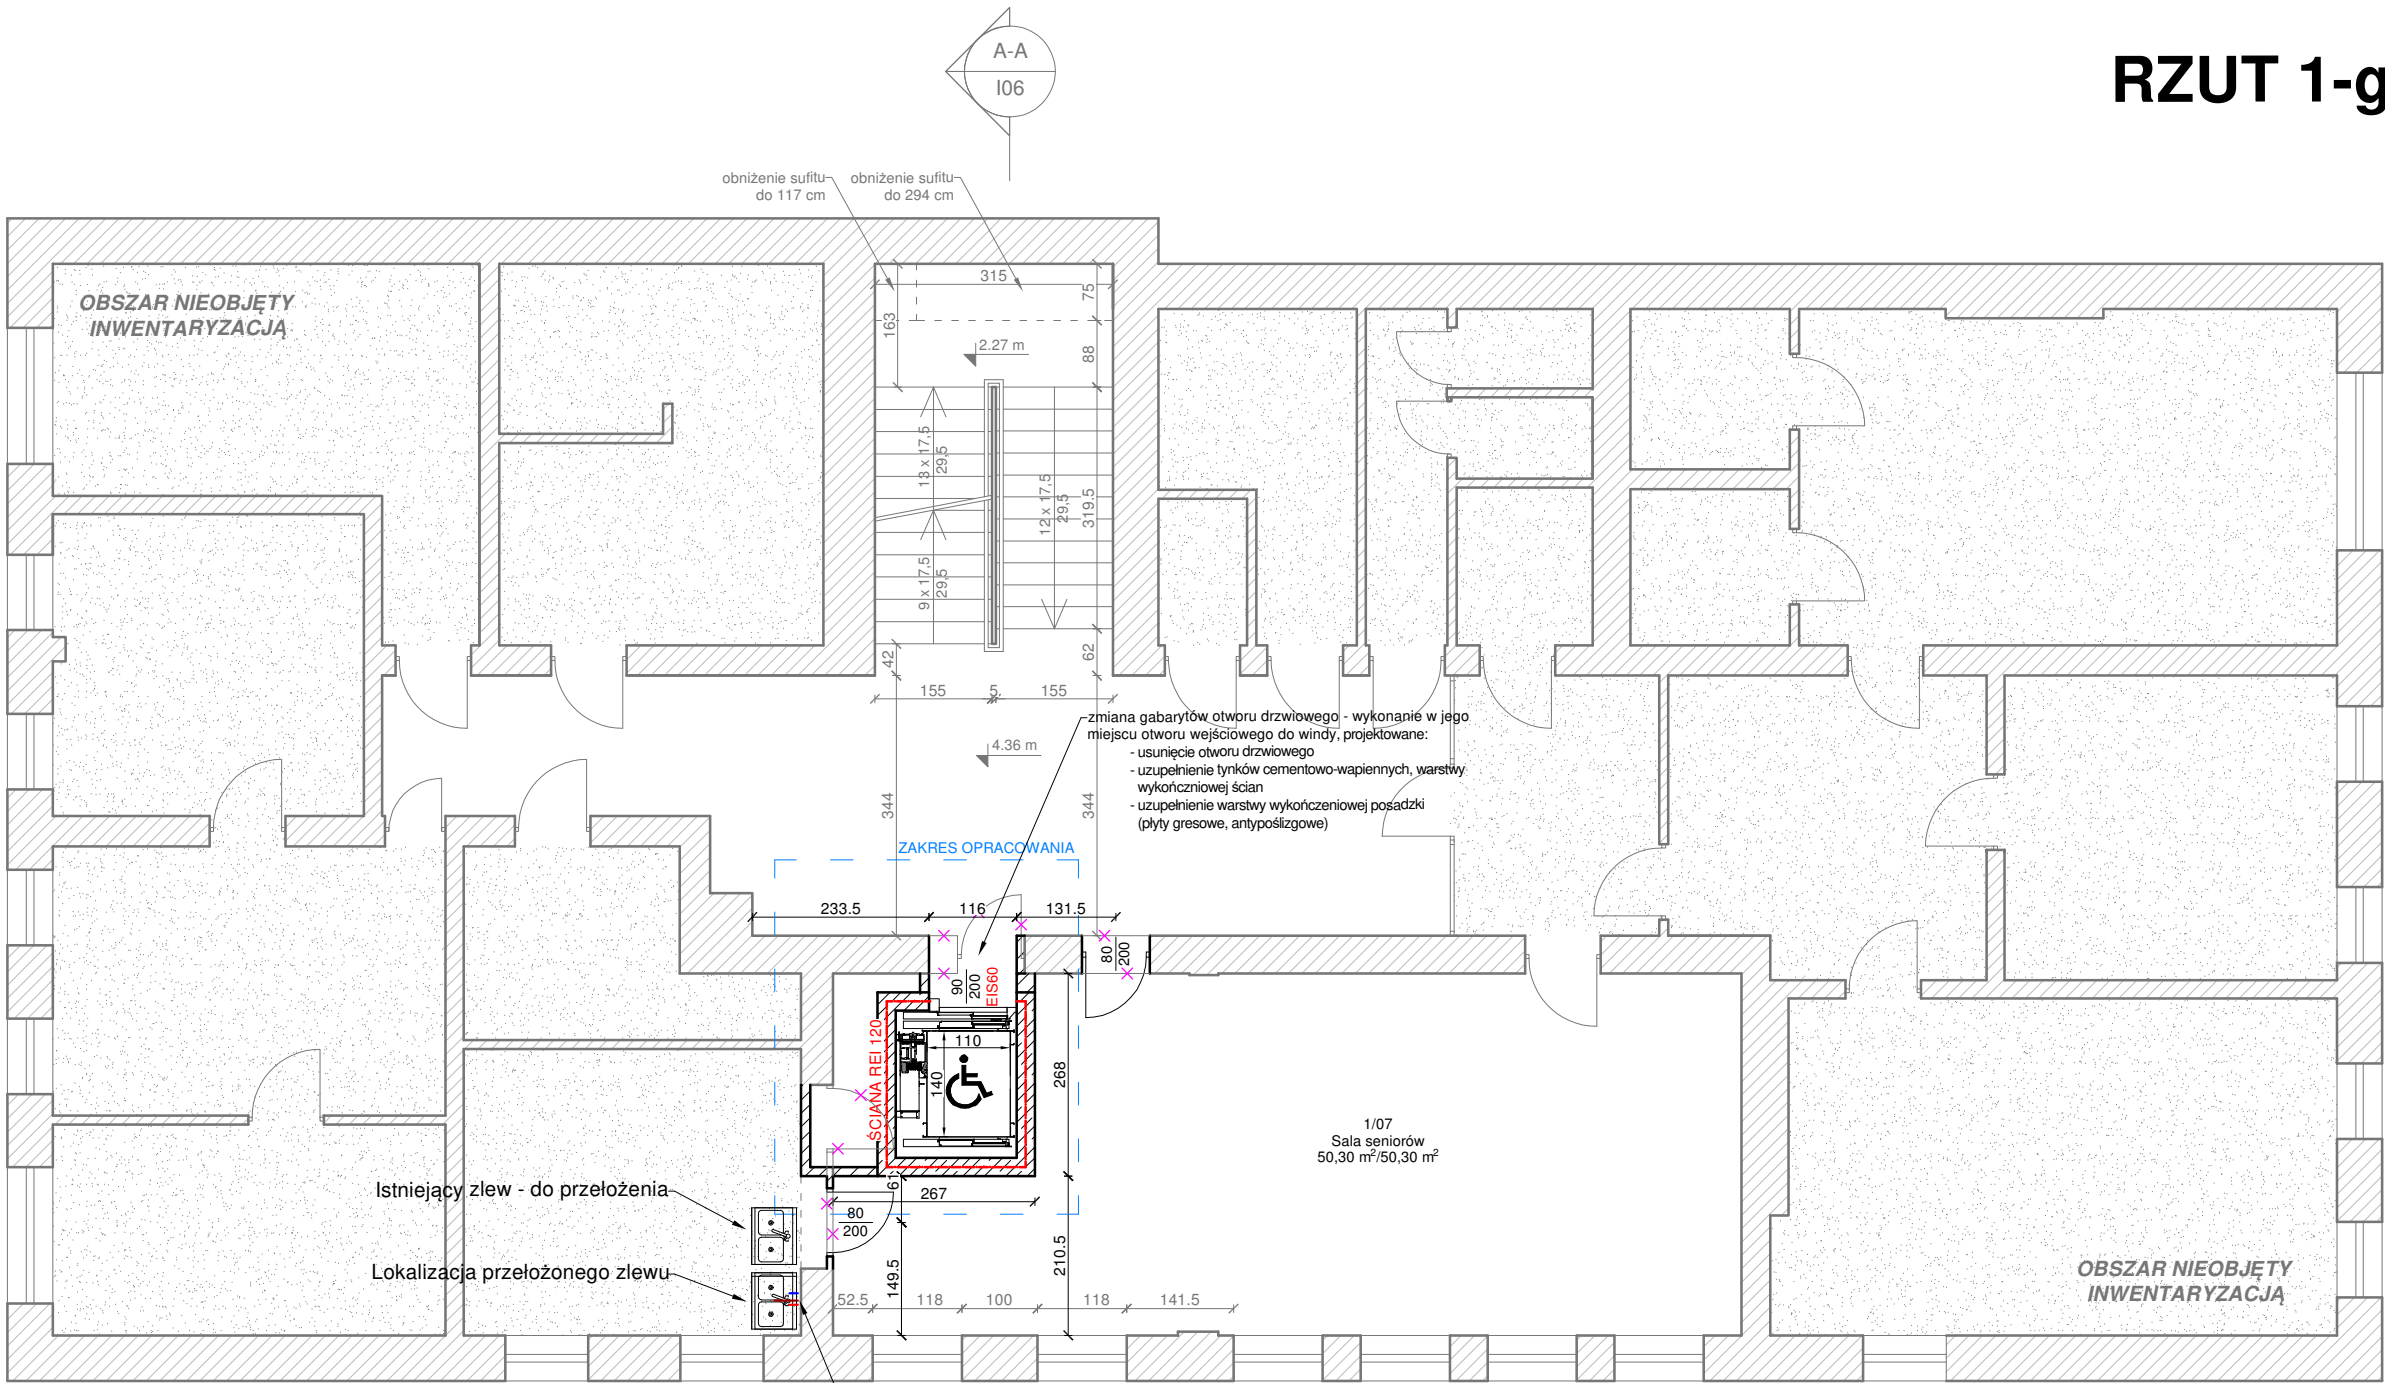 A-A
I06
RZUT 1-g
obniżenie sufitu
do 117 cm
obniżenie sufitu
do 294 cm
OBSZAR NIEOBJĘTY
INWENTARYZACJĄ
315
75
163
88
2.27 m
13 x 17,5
29,5
12 x 17,5
29,5
319.5
9 x 17,5
29,5
42
62
155
5
155
zmiana gabarytów otworu drzwiowego - wykonanie w jego
miejscu otworu wejściowego do windy, projektowane:
- usunięcie otworu drzwiowego
- uzupełnienie tynków cementowo-wapiennych, warstwy
wykończniowej ścian
- uzupełnienie warstwy wykończeniowej posadzki
(płyty gresowe, antypoślizgowe)
4.36 m
344
344
ZAKRES OPRACOWANIA
233.5
116
131.5
80
200
90
200
EIS60
ŚCIANA REI 120
110
140
268
1/07
Sala seniorów
50,30 m²/50,30 m²
Istniejący zlew - do przełożenia
61
267
80
200
Lokalizacja przełożonego zlewu
149.5
210.5
52.5
118
100
118
141.5
OBSZAR NIEOBJĘTY
INWENTARYZACJĄ